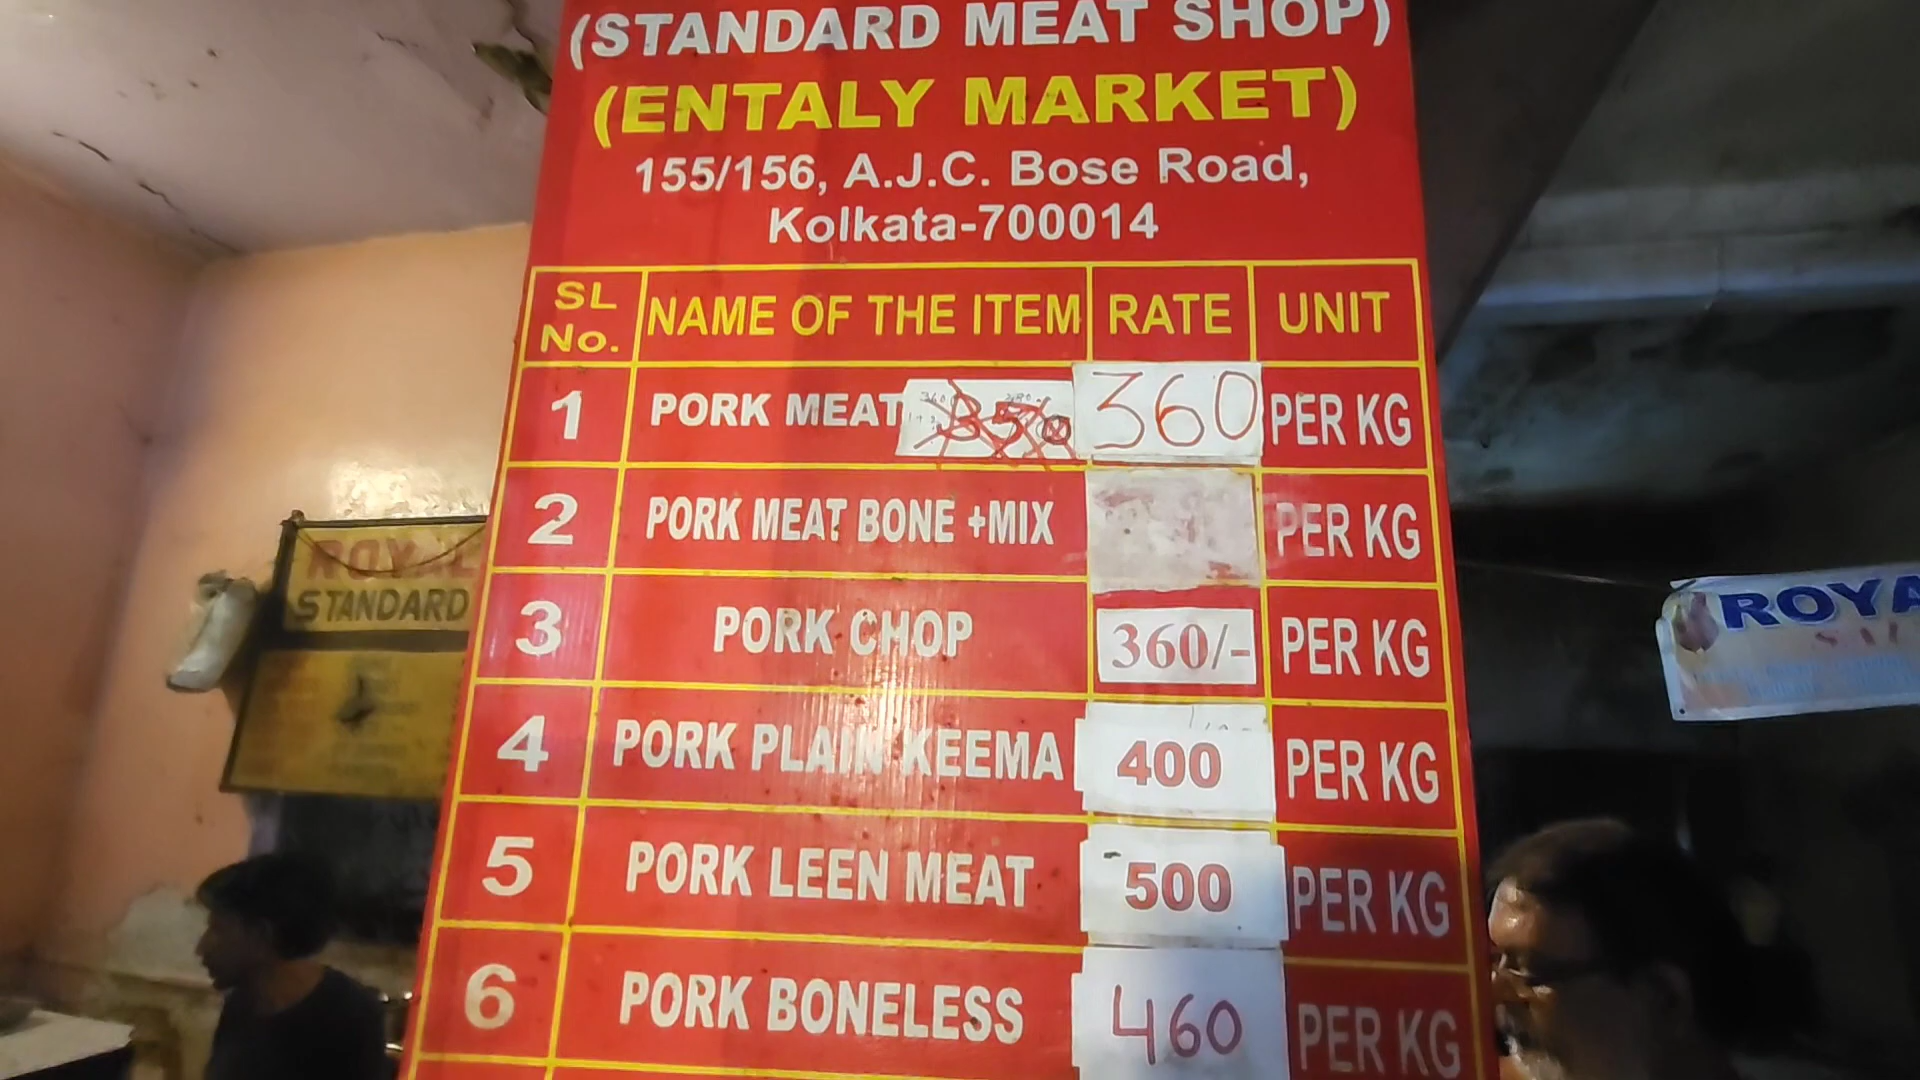 (STANDARD MEAT SHOP)
(ENTALY MARKET)
155/156, A.J.C. Bose Road,
Kolkata-700014
SL No. NAME OF THE ITEM RATE UNIT
1 PORK MEAT 350 360 PER KG
2 PORK MEAT BONE +MIX PER KG
3 PORK CHOP 360/- PER KG
4 PORK PLAIN KEEMA 400 PER KG
5 PORK LEEN MEAT 500 PER KG
6 PORK BONELESS 460 PER KG
ROYAL
STANDARD